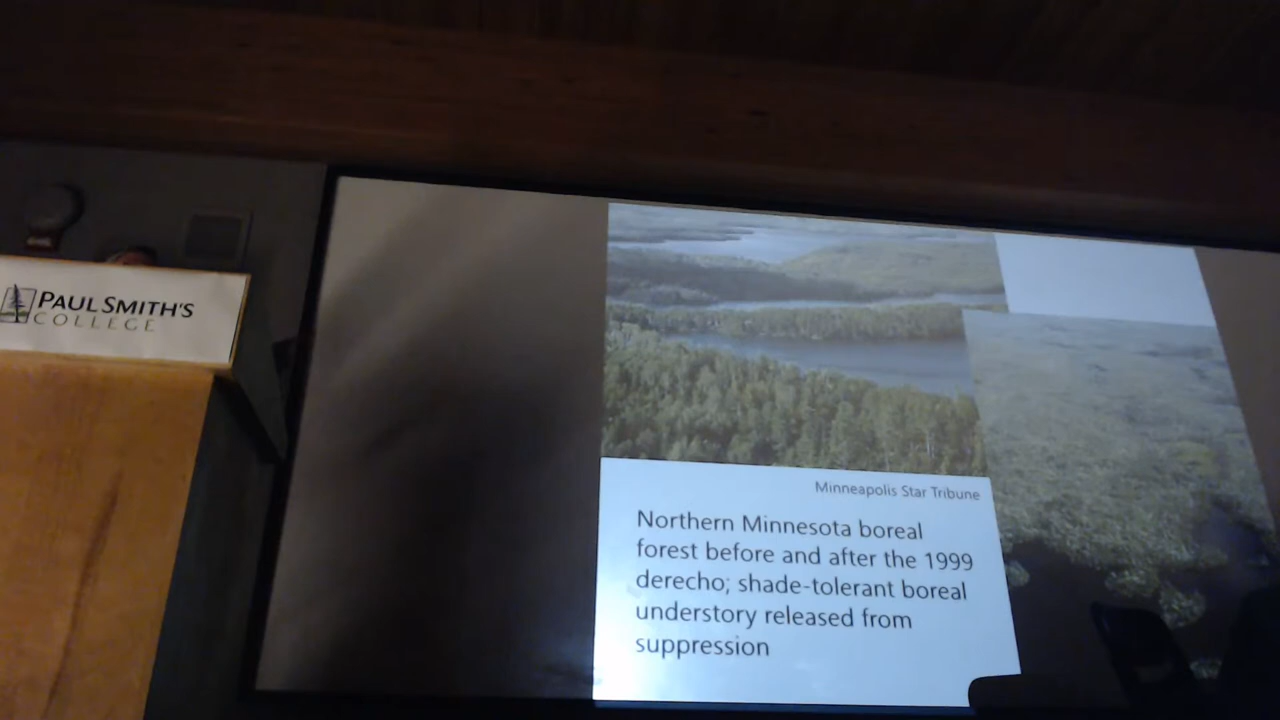 PAUL SMITH'S
COLLEGE
Minneapolis Star Tribune
Northern Minnesota boreal
forest before and after the 1999
derecho; shade-tolerant boreal
understory released from
suppression